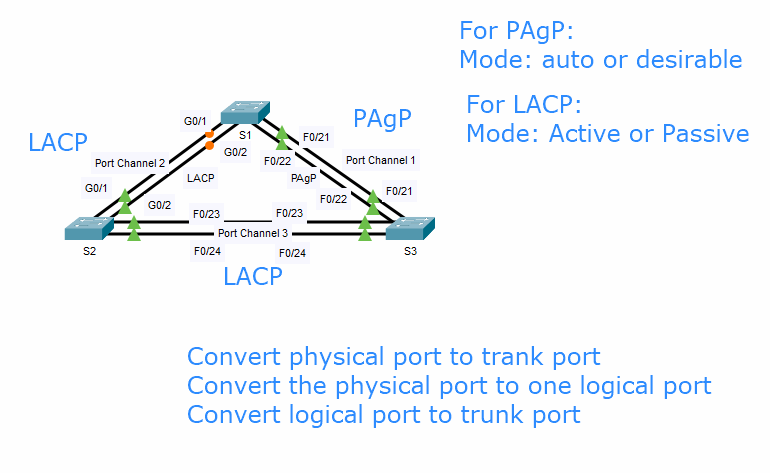 For PAgP:
Mode: auto or desirable
For LACP:
Mode: Active or Passive
LACP
PAgP
G0/1
S1
F0/21
G0/2
F0/22
Port Channel 2
Port Channel 1
LACP
PAgP
G0/1
F0/21
F0/22
G0/2
F0/23
F0/23
Port Channel 3
S2
F0/24
F0/24
S3
LACP
Convert physical port to trank port
Convert the physical port to one logical port
Convert logical port to trunk port